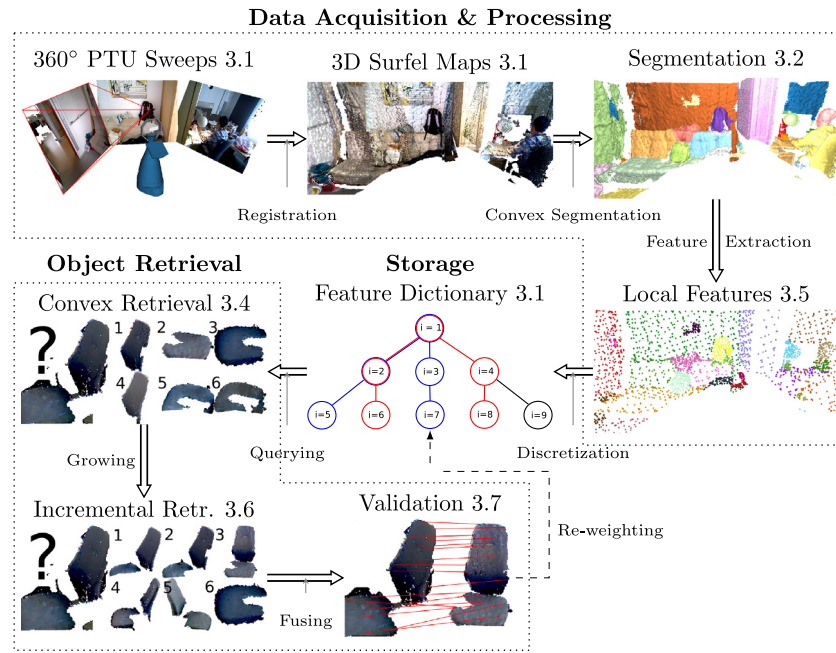 Data Acquisition & Processing
360° PTU Sweeps 3.1
3D Surfel Maps 3.1
Segmentation 3.2
Registration
Convex Segmentation
Feature
Extraction
Object Retrieval
Storage
Convex Retrieval 3.4
Feature Dictionary 3.1
Local Features 3.5
?
1
2
3
4
5
6
i = 1
i=2
i=3
i=4
i=5
i=6
i=7
i=8
i=9
Growing
Querying
Discretization
Incremental Retr. 3.6
Validation 3.7
?
1
2
3
4
5
6
Re-weighting
Fusing